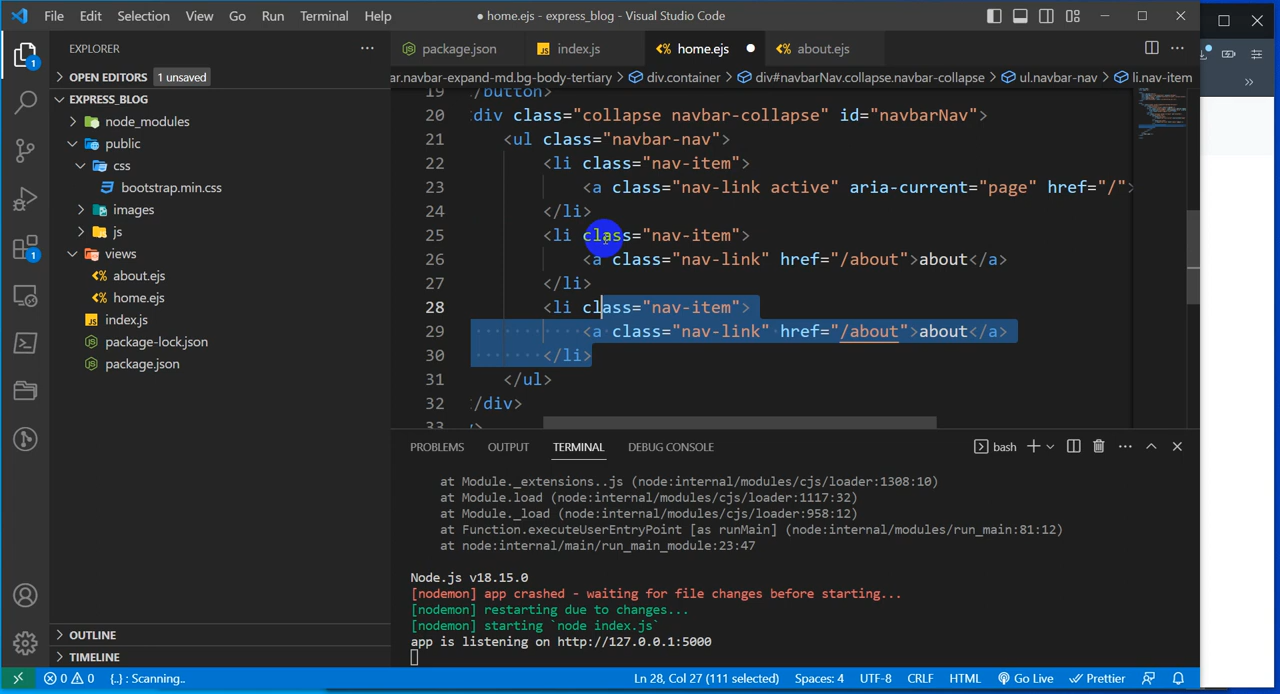 File Edit Selection View Go Run Terminal Help
● home.ejs - express_blog - Visual Studio Code
EXPLORER
package.json index.js home.ejs about.ejs
OPEN EDITORS 1 unsaved
ar.navbar-expand-md.bg-body-tertiary > div.container > div#navbarNav.collapse.navbar-collapse > ul.navbar-nav > li.nav-item
EXPRESS_BLOG
node_modules
public
css
bootstrap.min.css
images
js
views
about.ejs
home.ejs
index.js
package-lock.json
package.json
OUTLINE
TIMELINE
19 /button>
20 div class="collapse navbar-collapse" id="navbarNav">
21 <ul class="navbar-nav">
22 <li class="nav-item">
23 <a class="nav-link active" aria-current="page" href="/">
24 </li>
25 <li class="nav-item">
26 <a class="nav-link" href="/about">about</a>
27 </li>
28 <li class="nav-item">
29 <a class="nav-link" href="/about">about</a>
30 </li>
31 </ul>
32 /div>
33
PROBLEMS OUTPUT TERMINAL DEBUG CONSOLE
bash
at Module._extensions..js (node:internal/modules/cjs/loader:1308:10)
at Module.load (node:internal/modules/cjs/loader:1117:32)
at Module._load (node:internal/modules/cjs/loader:958:12)
at Function.executeUserEntryPoint [as runMain] (node:internal/modules/run_main:81:12)
at node:internal/main/run_main_module:23:47
Node.js v18.15.0
[nodemon] app crashed - waiting for file changes before starting...
[nodemon] restarting due to changes...
[nodemon] starting `node index.js`
app is listening on http://127.0.0.1:5000
0 0 {..} : Scanning.. Ln 28, Col 27 (111 selected) Spaces: 4 UTF-8 CRLF HTML Go Live Prettier